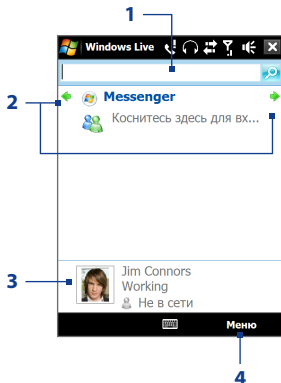 1
Windows Live
2
Messenger
Коснитесь здесь для вх...
3
Jim Connors
Working
Не в сети
Меню
4